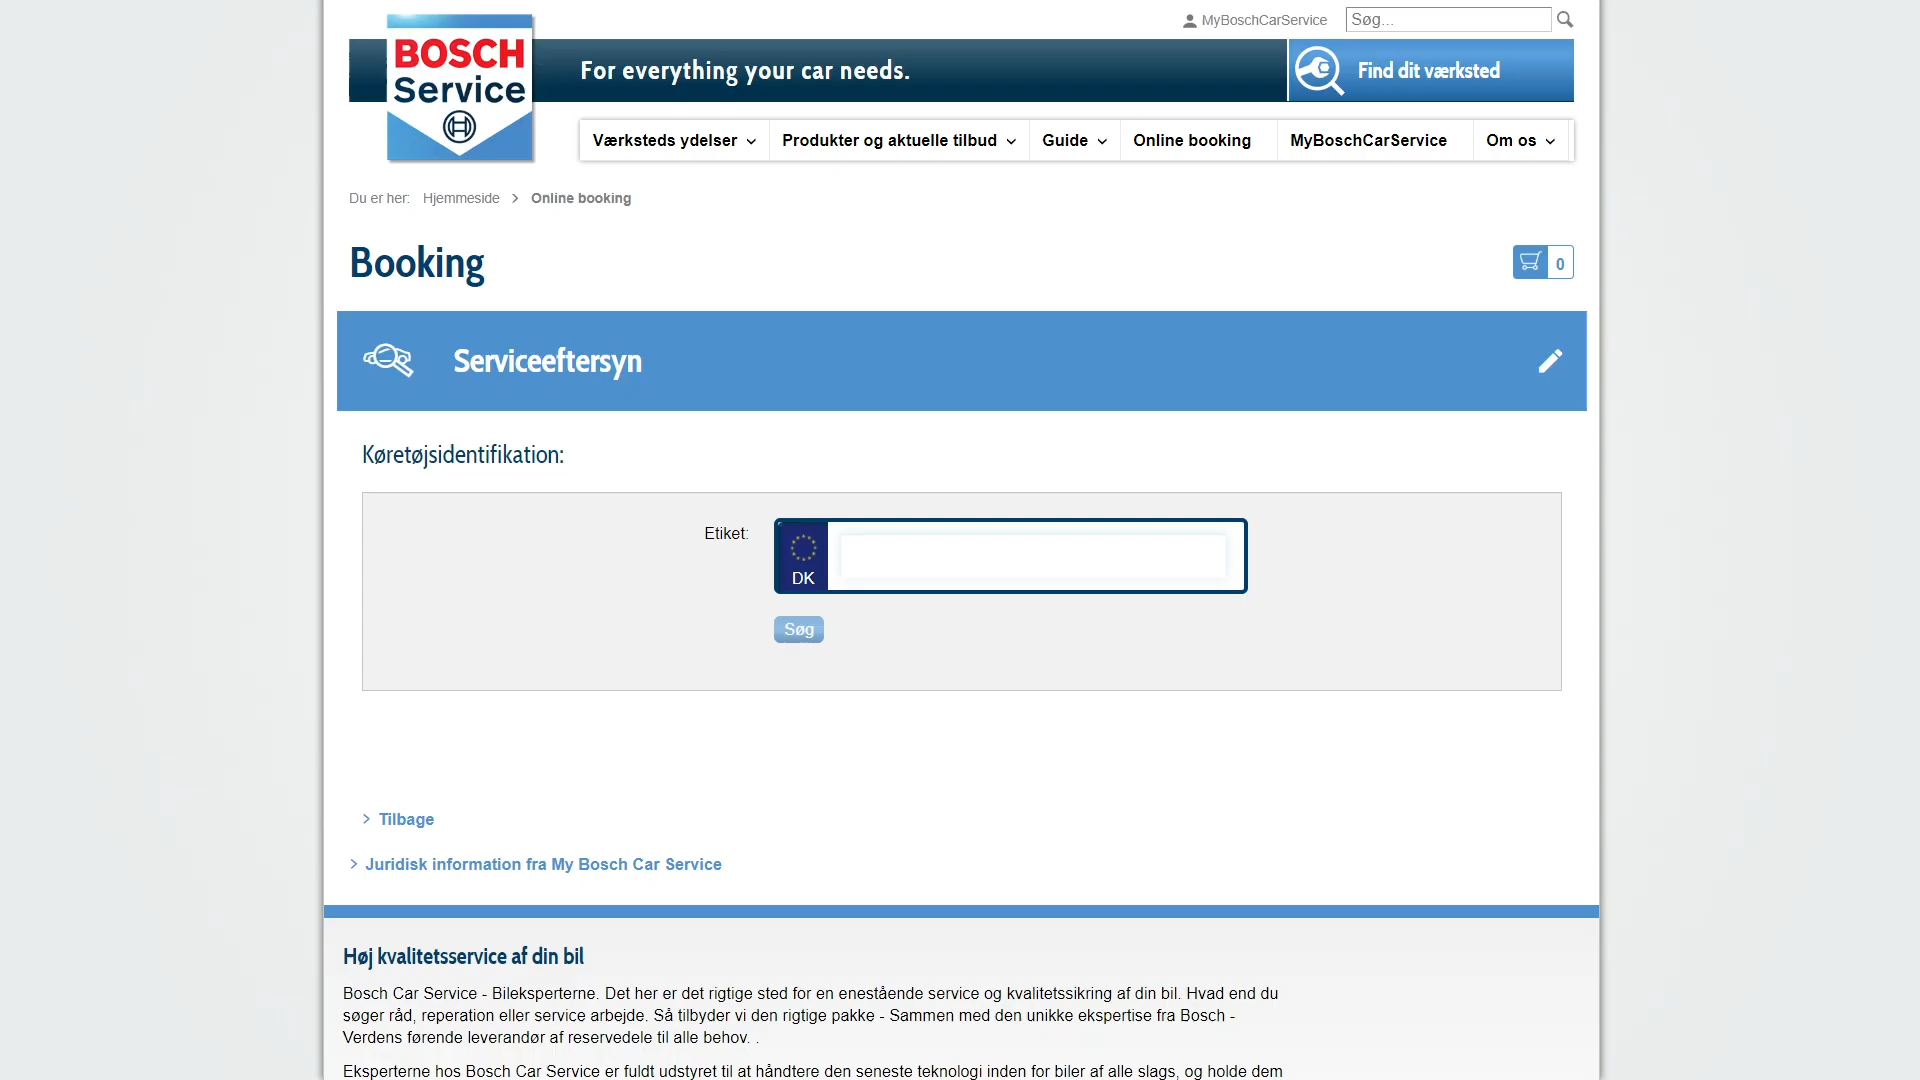 MyBoschCarService
Søg...
BOSCH
Service
For everything your car needs.
Find dit værksted
Værksteds ydelser
Produkter og aktuelle tilbud
Guide
Online booking
MyBoschCarService
Om os
Du er her: Hjemmeside > Online booking
Booking
0
Serviceeftersyn
Køretøjsidentifikation:
Etiket:
DK
Søg
> Tilbage
> Juridisk information fra My Bosch Car Service
Høj kvalitetsservice af din bil
Bosch Car Service - Bileksperterne. Det her er det rigtige sted for en enestående service og kvalitetssikring af din bil. Hvad end du
søger råd, reperation eller service arbejde. Så tilbyder vi den rigtige pakke - Sammen med den unikke ekspertise fra Bosch -
Verdens førende leverandør af reservedele til alle behov. .
Eksperterne hos Bosch Car Service er fuldt udstyret til at håndtere den seneste teknologi inden for biler af alle slags, og holde dem